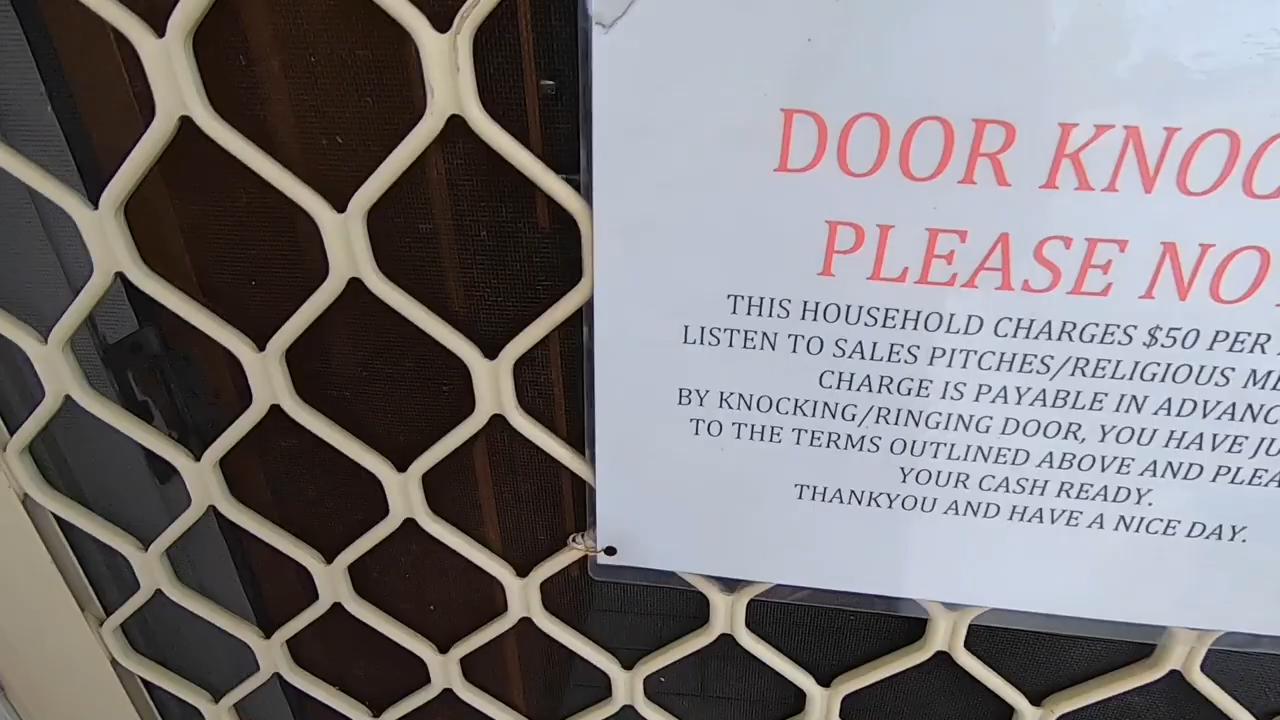 DOOR KNOC
PLEASE NO
THIS HOUSEHOLD CHARGES $50 PER
LISTEN TO SALES PITCHES/RELIGIOUS
CHARGE IS PAYABLE IN ADVANC
BY KNOCKING/RINGING DOOR, YOU HAVE JU
TO THE TERMS OUTLINED ABOVE AND PLEA
YOUR CASH READY.
THANKYOU AND HAVE A NICE DAY.